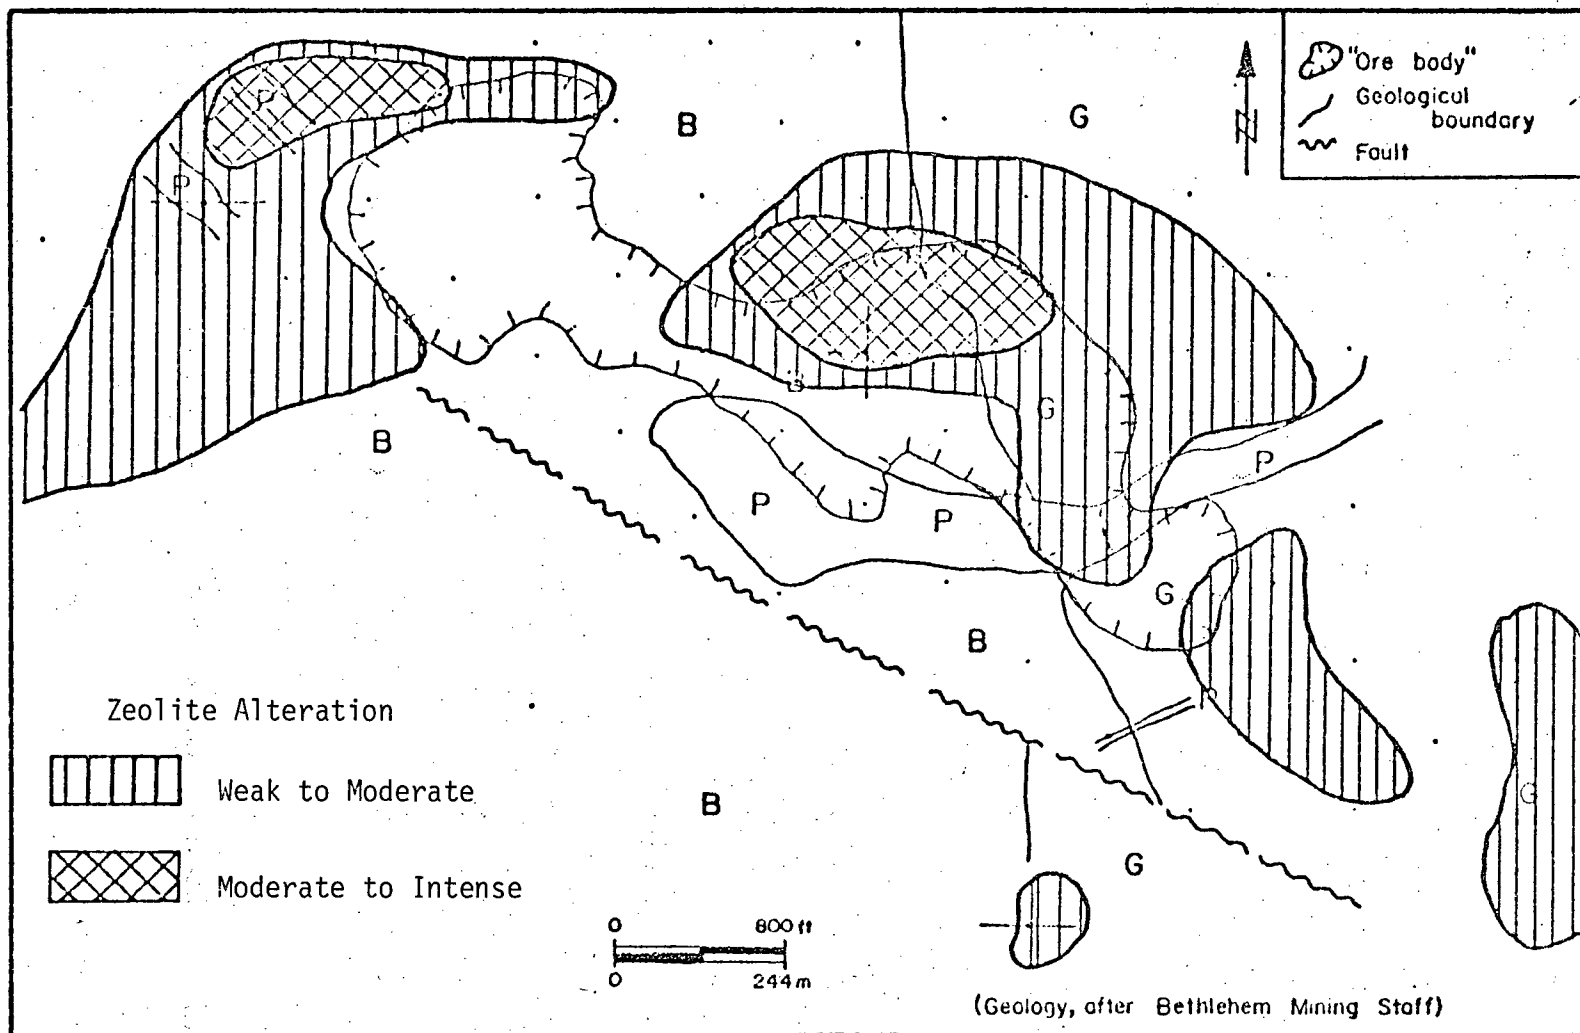 "Ore body"
Geological
boundary
Fault
N
B
G
P
P
B
G
B
P
P
P
G
B
P
B
G
G
Zeolite Alteration
Weak to Moderate
Moderate to Intense
0 800 ft
0 244 m
(Geology, after Bethlehem Mining Staff)